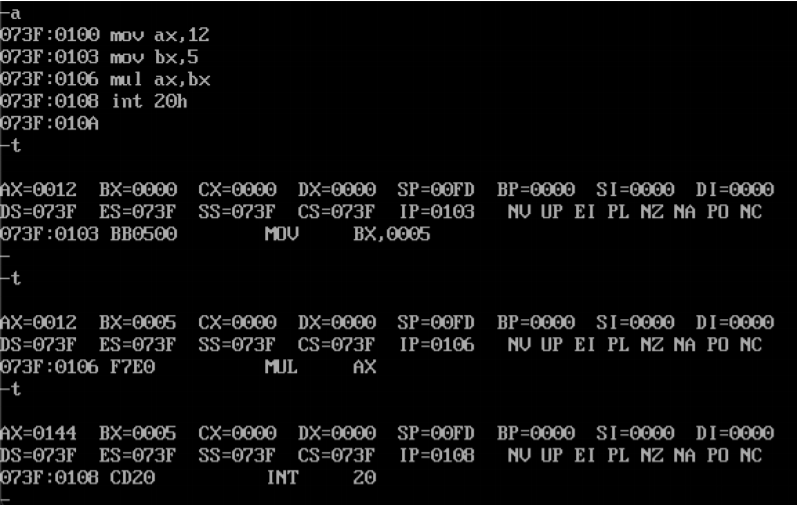 -a
073F:0100 mov ax,12
073F:0103 mov bx,5
073F:0106 mul ax,bx
073F:0108 int 20h
073F:010A
-t
AX=0012 BX=0000 CX=0000 DX=0000 SP=00FD BP=0000 SI=0000 DI=0000
DS=073F ES=073F SS=073F CS=073F IP=0103 NV UP EI PL NZ NA PO NC
073F:0103 BB0500 MOV BX,0005
-
-t
AX=0012 BX=0005 CX=0000 DX=0000 SP=00FD BP=0000 SI=0000 DI=0000
DS=073F ES=073F SS=073F CS=073F IP=0106 NV UP EI PL NZ NA PO NC
073F:0106 F7E0 MUL AX
-t
AX=0144 BX=0005 CX=0000 DX=0000 SP=00FD BP=0000 SI=0000 DI=0000
DS=073F ES=073F SS=073F CS=073F IP=0108 NV UP EI PL NZ NA PO NC
073F:0108 CD20 INT 20
-